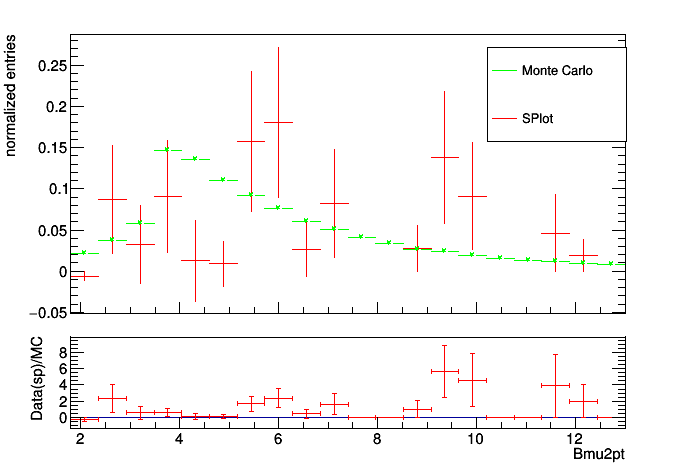 normalized entries
0.25
0.2
0.15
0.1
0.05
0
−0.05
Monte Carlo
SPlot
Data(sp)/MC
8
6
4
2
0
2 4 6 8 10 12
Bmu2pt